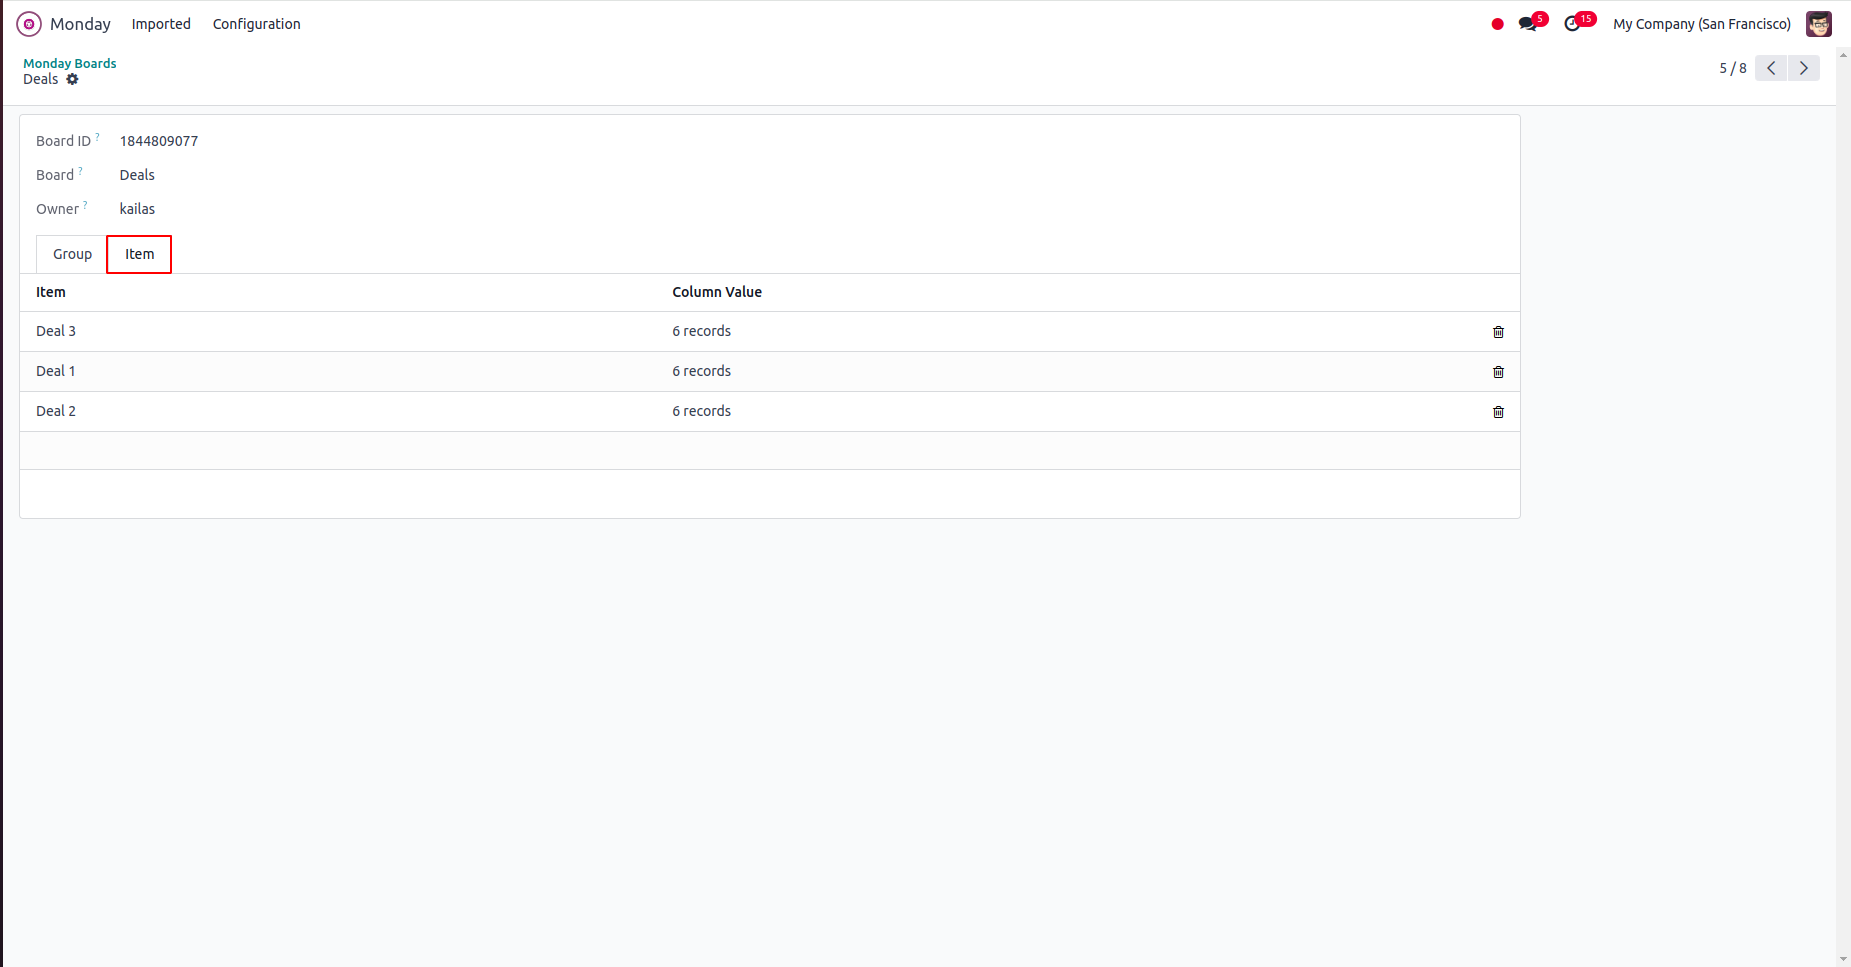 Monday Imported Configuration 5 15 My Company (San Francisco)
Monday Boards
Deals 5 / 8
Board ID ? 1844809077
Board ? Deals
Owner ? kailas
Group Item
Item Column Value
Deal 3 6 records
Deal 1 6 records
Deal 2 6 records